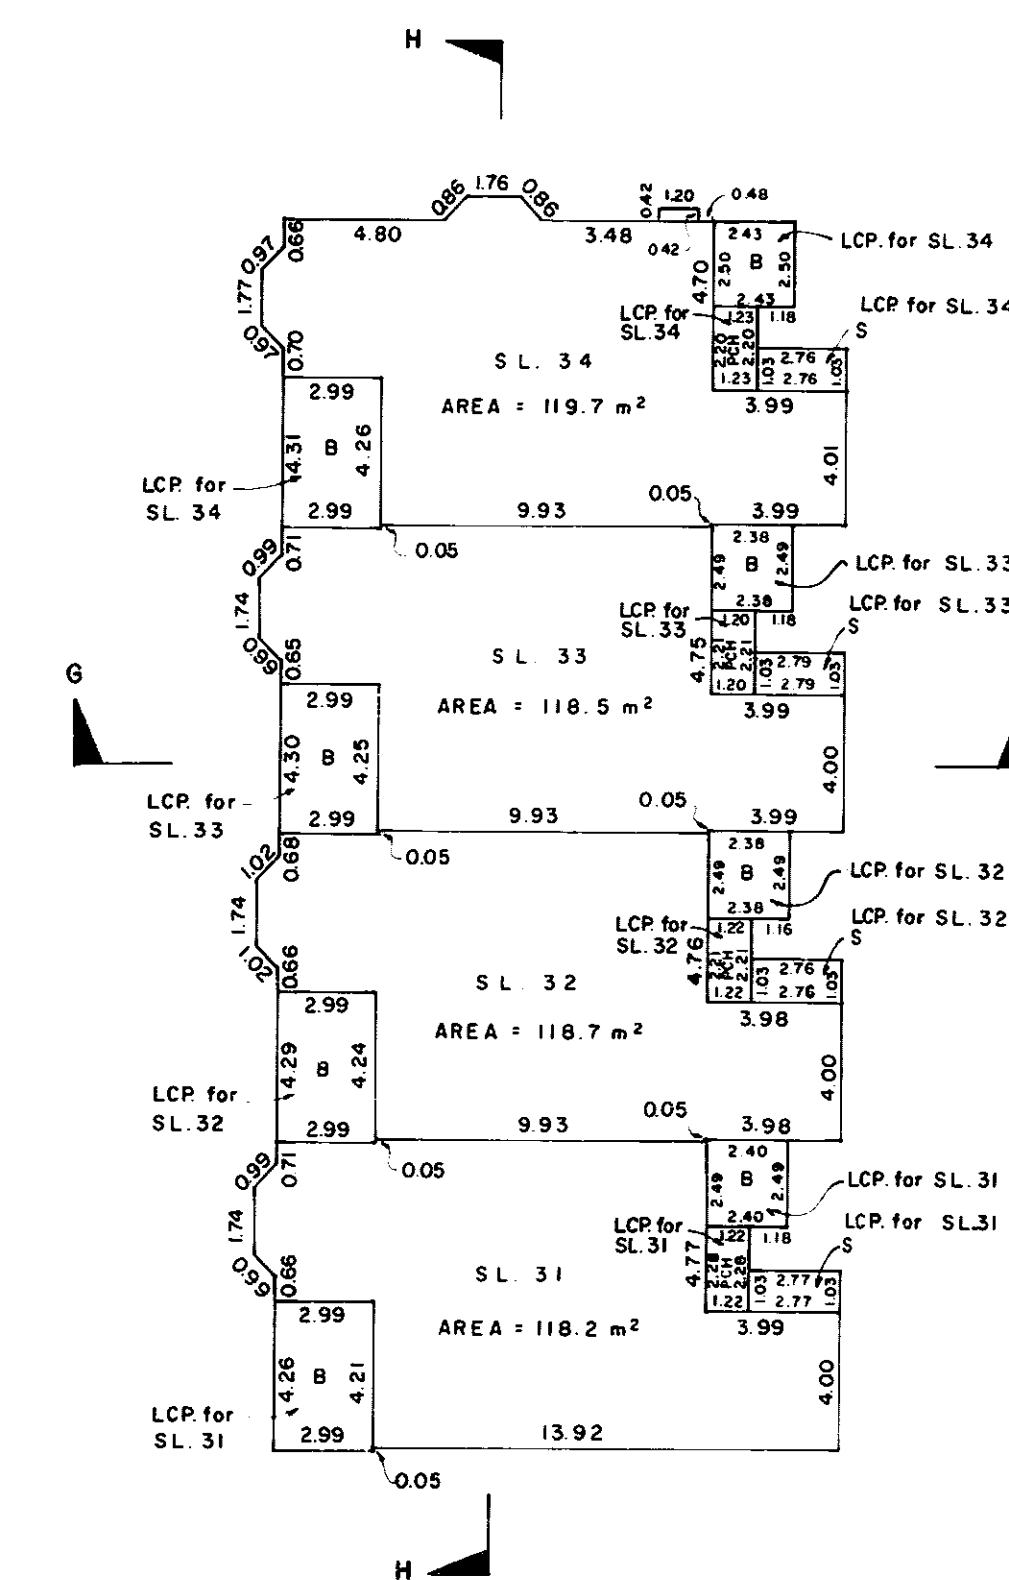 H
0.86 1.76 0.86
0.42 1.20 0.48
4.80 3.48 0.42
0.66
0.97
1.77
0.97
0.70
2.43
LCP. for SL. 34
2.50 B 2.50
4.70
2.43
LCP. for SL. 34
S
LCP. for
SL. 34
1.23 1.18
2.20 PCH 2.20
1.23
1.03 2.76 1.03
2.76
3.99
SL. 34
AREA = 119.7 m²
2.99
4.31 B 4.26
2.99
LCP. for
SL. 34
4.01
0.05
9.93 3.99
0.05
0.71
0.99
1.74
0.99
0.65
2.38
2.49 B 2.49
2.38
LCP. for SL. 33
LCP. for SL. 33
S
LCP. for
SL. 33
1.20 1.18
4.75
2.21 PCH 2.21
1.20
1.03 2.79 1.03
2.79
3.99
SL. 33
AREA = 118.5 m²
G
2.99
4.30 B 4.25
2.99
LCP. for
SL. 33
4.00
0.05
9.93 3.99
0.05
0.68
1.02
1.74
1.02
0.66
2.38
2.49 B 2.49
2.38
LCP. for SL. 32
LCP. for SL. 32
S
LCP. for
SL. 32
1.22 1.16
4.76
2.21 PCH 2.21
1.22
1.03 2.76 1.03
2.76
3.98
SL. 32
AREA = 118.7 m²
2.99
4.29 B 4.24
2.99
LCP. for
SL. 32
4.00
0.05
9.93 3.98
0.05
0.71
0.99
1.74
0.99
0.66
2.40
2.49 B 2.49
2.40
LCP. for SL. 31
LCP. for SL. 31
S
LCP. for
SL. 31
1.22 1.18
4.77
2.28 PCH 2.28
1.22
1.03 2.77 1.03
2.77
3.99
SL. 31
AREA = 118.2 m²
2.99
4.26 B 4.21
2.99
LCP. for
SL. 31
4.00
13.92
0.05
H